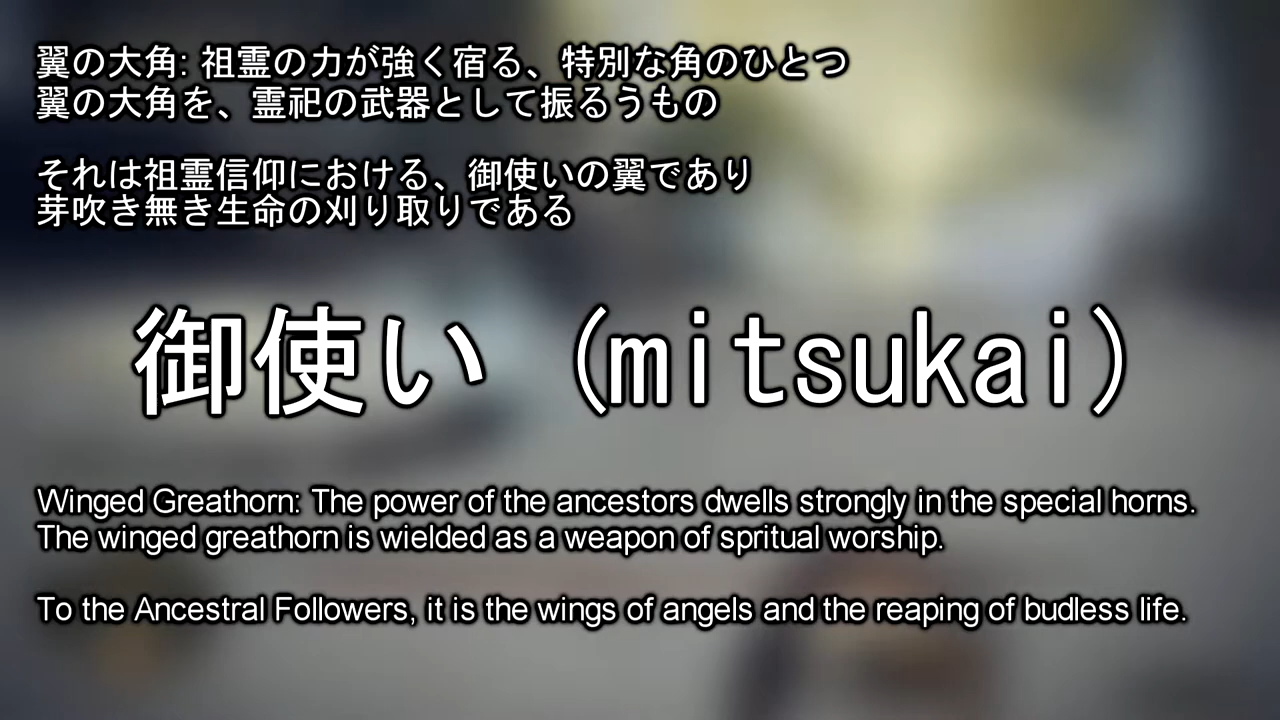 翼の大角: 祖霊の力が強く宿る、特別な角のひとつ
翼の大角を、霊祀の武器として振るうもの
それは祖霊信仰における、御使いの翼であり
芽吹き無き生命の刈り取りである
御使い (mitsukai)
Winged Greathorn: The power of the ancestors dwells strongly in the special horns.
The winged greathorn is wielded as a weapon of spritual worship.
To the Ancestral Followers, it is the wings of angels and the reaping of budless life.